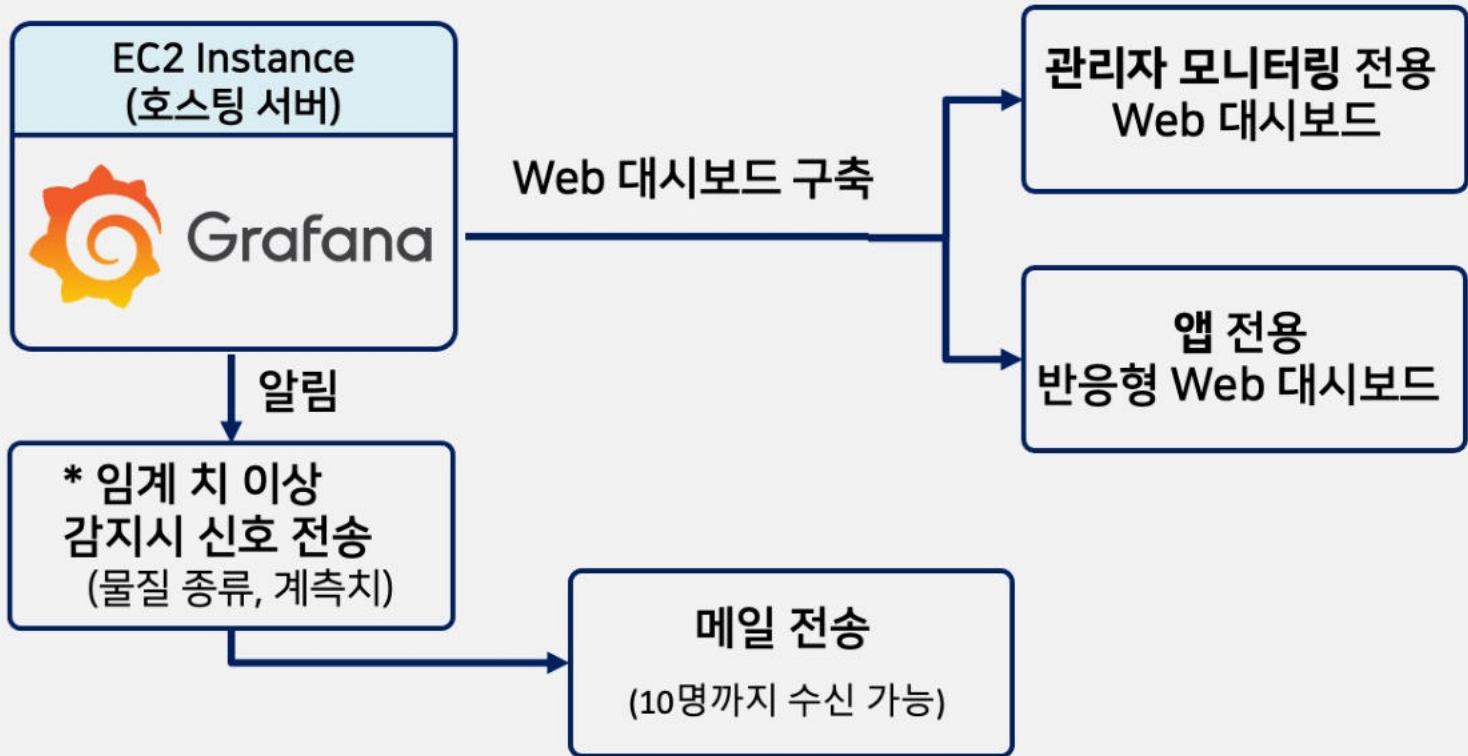 EC2 Instance
(호스팅 서버)
Grafana
Web 대시보드 구축
관리자 모니터링 전용
Web 대시보드
앱 전용
반응형 Web 대시보드
알림
* 임계 치 이상
감지시 신호 전송
(물질 종류, 계측치)
메일 전송
(10명까지 수신 가능)